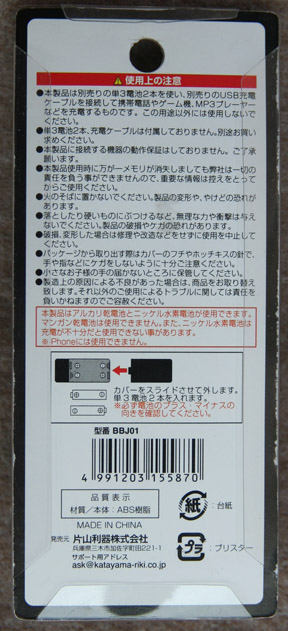 ⚠使用上の注意
●本製品は別売りの単3電池2本を使い、別売りのUSB充電
ケーブルを接続して携帯電話やゲーム機、MP3プレーヤー
などを充電するものです。この用途以外には使用しないで
ください。
●単3電池2本、充電ケーブルは付属しておりません。別途お買い
求めください。
●本製品に接続する機器の動作保証はしておりません。ご了承
願います。
●本製品使用時に万が一メモリが消失しましても弊社は一切の
責任を負う事ができませんので、重要な情報は控えをとって
からご使用ください。
●火のそばに置かないでください。製品の変形や、やけどの恐れが
あります。
●落としたり硬いものにぶつけるなど、無理な力や衝撃は与え
ないでください。製品の破損やケガの恐れがあります。
●破損、変形した場合は修理や改造などをせずに使用を中止して
ください。
●パッケージから取り出す際はカバーのフチやホッチキスの針で、
手や指などにケガをしないように十分ご注意ください。
●小さなお子様の手の届かないところに保管してください。
●製造上の原因による不良があった場合は、商品をお取り替え
致します。それ以外のご使用によるトラブルに関しては責任を
負いかねますのでご容赦ください。
本製品はアルカリ乾電池とニッケル水素電池が使用できます。
マンガン乾電池は使用できません。また、ニッケル水素電池は
充電が不十分だと使用できない事があります。
※iPhoneには使用できません。
カバーをスライドさせて外します。
単3電池2本を入れます。
※必ず電池のプラス・マイナスの
向きを確認してください。
型番 BBJ01
4 991203 155870
品質表示
材質/本体:ABS樹脂
MADE IN CHINA
紙:台紙
プラ:ブリスター
発売元 片山利器株式会社
兵庫県三木市加佐字町田221-1
サポート用アドレス
ask@katayama-riki.co.jp